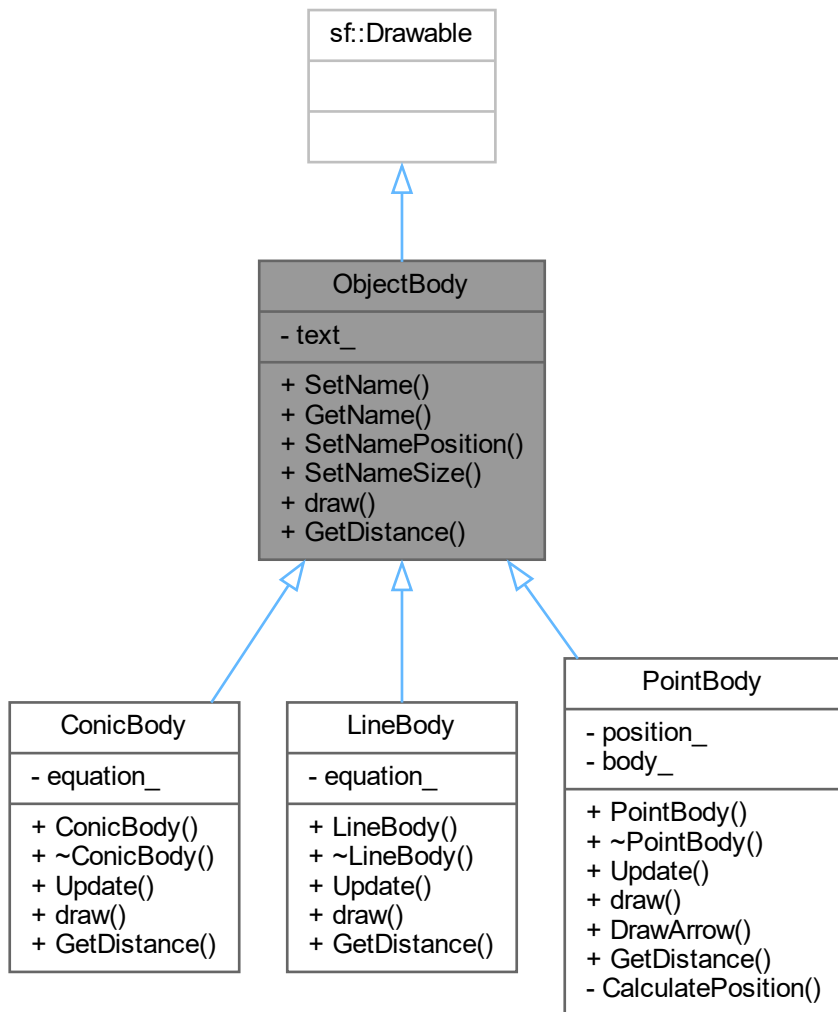 sf::Drawable
ObjectBody
- text_
+ SetName()
+ GetName()
+ SetNamePosition()
+ SetNameSize()
+ draw()
+ GetDistance()
ConicBody
- equation_
+ ConicBody()
+ ~ConicBody()
+ Update()
+ draw()
+ GetDistance()
LineBody
- equation_
+ LineBody()
+ ~LineBody()
+ Update()
+ draw()
+ GetDistance()
PointBody
- position_
- body_
+ PointBody()
+ ~PointBody()
+ Update()
+ draw()
+ DrawArrow()
+ GetDistance()
- CalculatePosition()